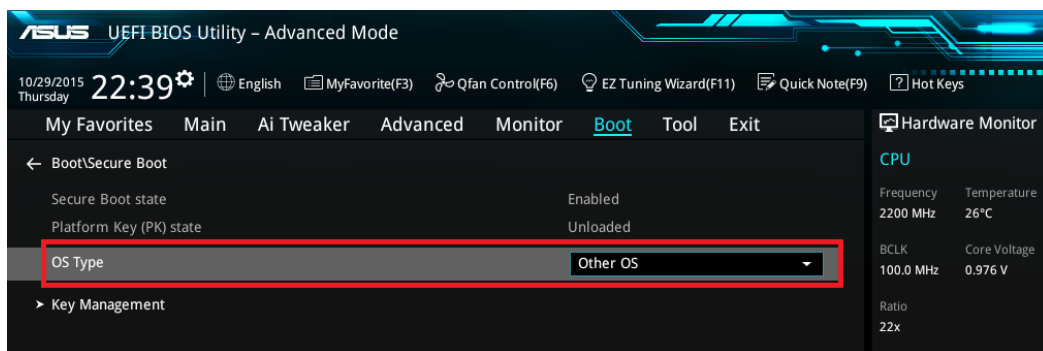 ASUS UEFI BIOS Utility – Advanced Mode
10/29/2015 Thursday 22:39 English MyFavorite(F3) Qfan Control(F6) EZ Tuning Wizard(F11) Quick Note(F9) ? Hot Keys
My Favorites Main Ai Tweaker Advanced Monitor Boot Tool Exit
Boot\Secure Boot
Secure Boot state Enabled
Platform Key (PK) state Unloaded
OS Type Other OS
Key Management
Hardware Monitor
CPU
Frequency Temperature
2200 MHz 26°C
BCLK Core Voltage
100.0 MHz 0.976 V
Ratio
22x